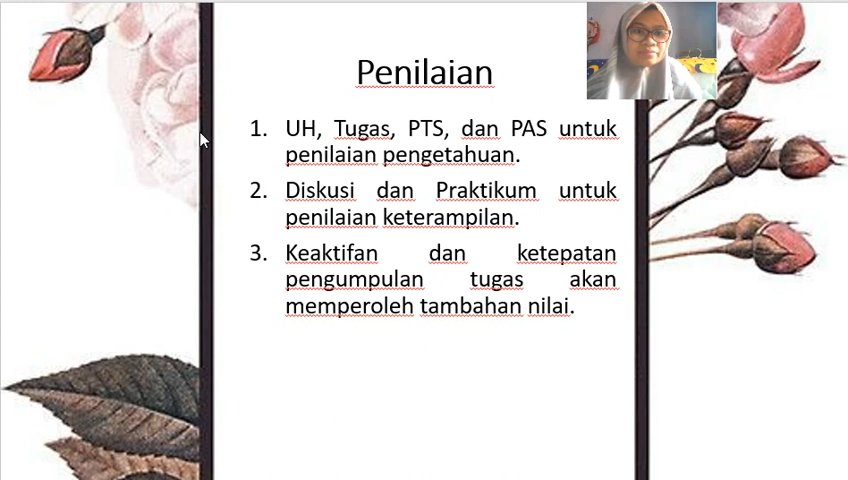 Penilaian
1. UH, Tugas, PTS, dan PAS untuk
penilaian pengetahuan.
2. Diskusi dan Praktikum untuk
penilaian keterampilan.
3. Keaktifan dan ketepatan
pengumpulan tugas akan
memperoleh tambahan nilai.